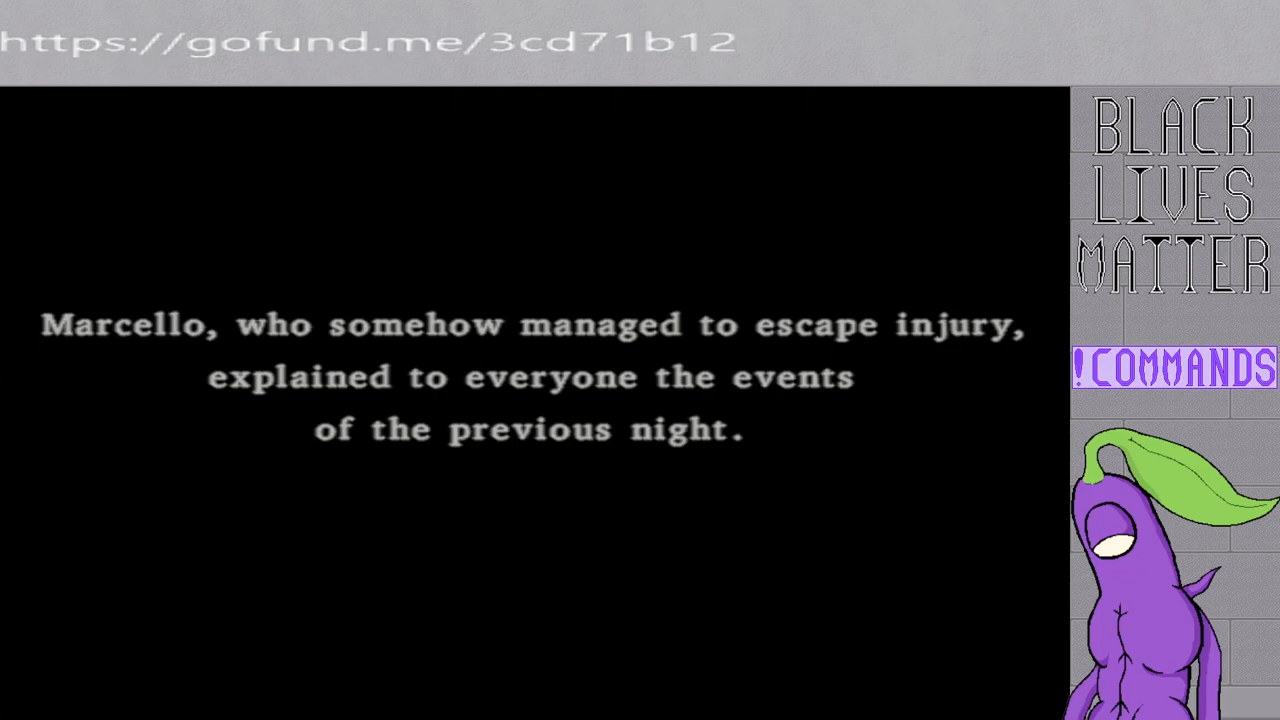 https://gofund.me/3cd71b12
Marcello, who somehow managed to escape injury,
explained to everyone the events
of the previous night.
BLACK
LIVES
MATTER
!COMMANDS